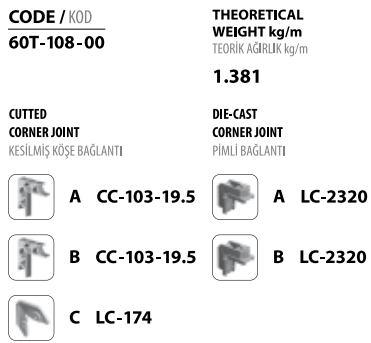 CODE / KOD
60T-108-00
THEORETICAL
WEIGHT kg/m
TEORİK AĞIRLIK kg/m
1.381
CUTTED
CORNER JOINT
KESİLMİŞ KÖŞE BAĞLANTI
A CC-103-19.5
B CC-103-19.5
C LC-174
DIE-CAST
CORNER JOINT
PİMLİ BAĞLANTI
A LC-2320
B LC-2320